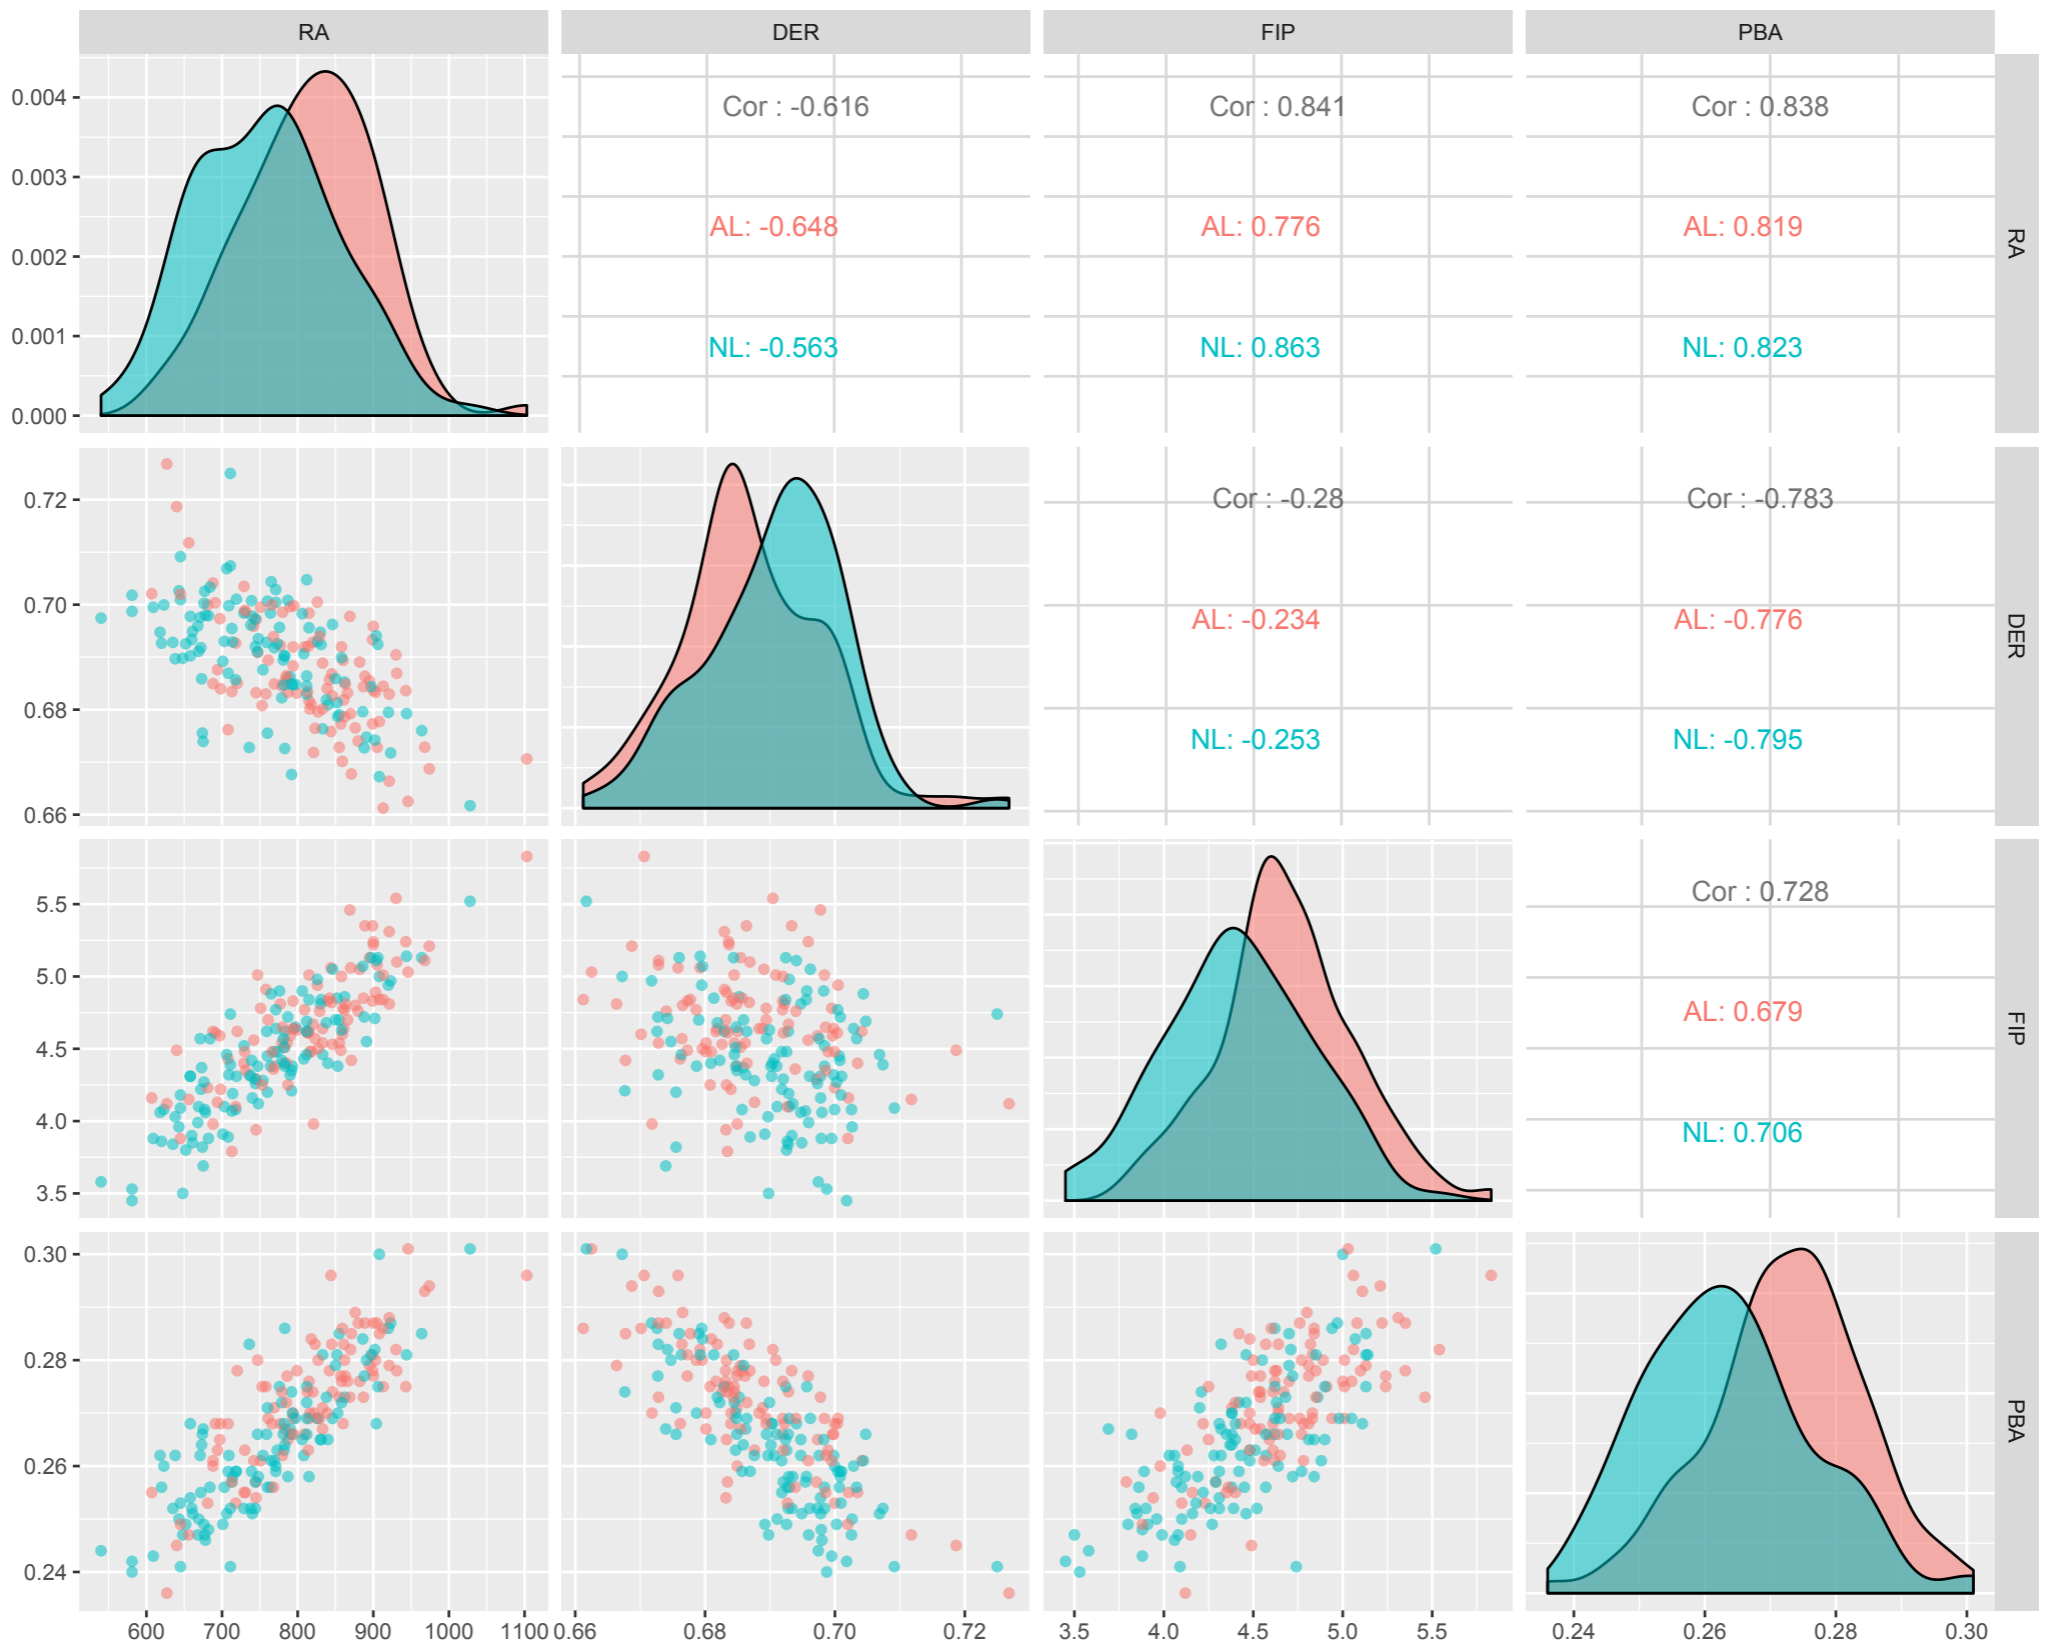 RA DER FIP PBA
0.004
0.003
0.002
0.001
0.000
Cor : -0.616
AL: -0.648
NL: -0.563
Cor : 0.841
AL: 0.776
NL: 0.863
Cor : 0.838
AL: 0.819
NL: 0.823
RA
0.72
0.70
0.68
0.66
Cor : -0.28
AL: -0.234
NL: -0.253
Cor : -0.783
AL: -0.776
NL: -0.795
DER
5.5
5.0
4.5
4.0
3.5
Cor : 0.728
AL: 0.679
NL: 0.706
FIP
0.30
0.28
0.26
0.24
PBA
600 700 800 900 1000 1100 0.66 0.68 0.70 0.72 3.5 4.0 4.5 5.0 5.5 0.24 0.26 0.28 0.30